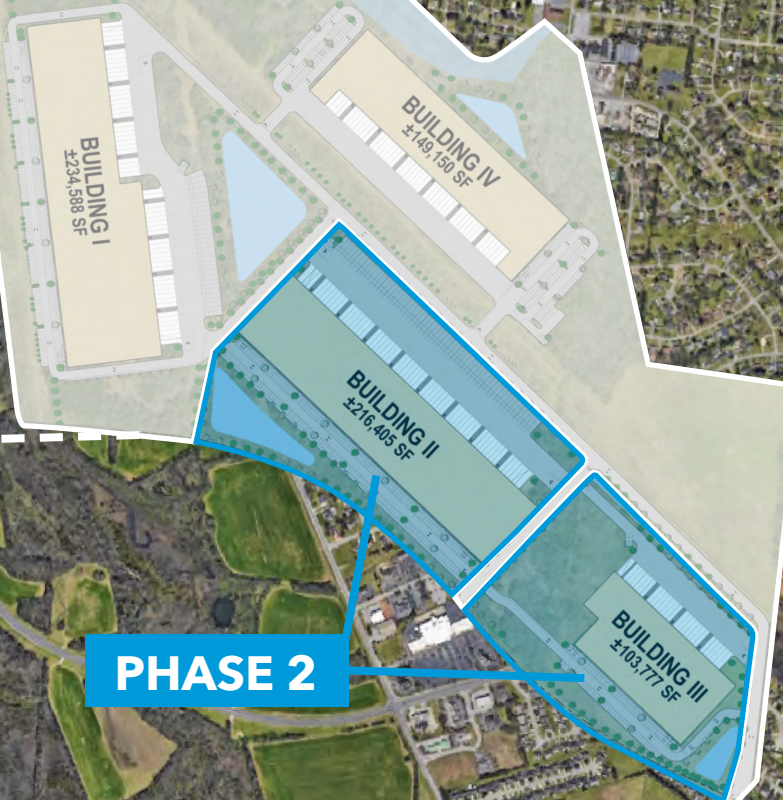 BUILDING IV
±149,150 SF
BUILDING I
±234,588 SF
BUILDING II
±216,405 SF
BUILDING III
±103,777 SF
PHASE 2